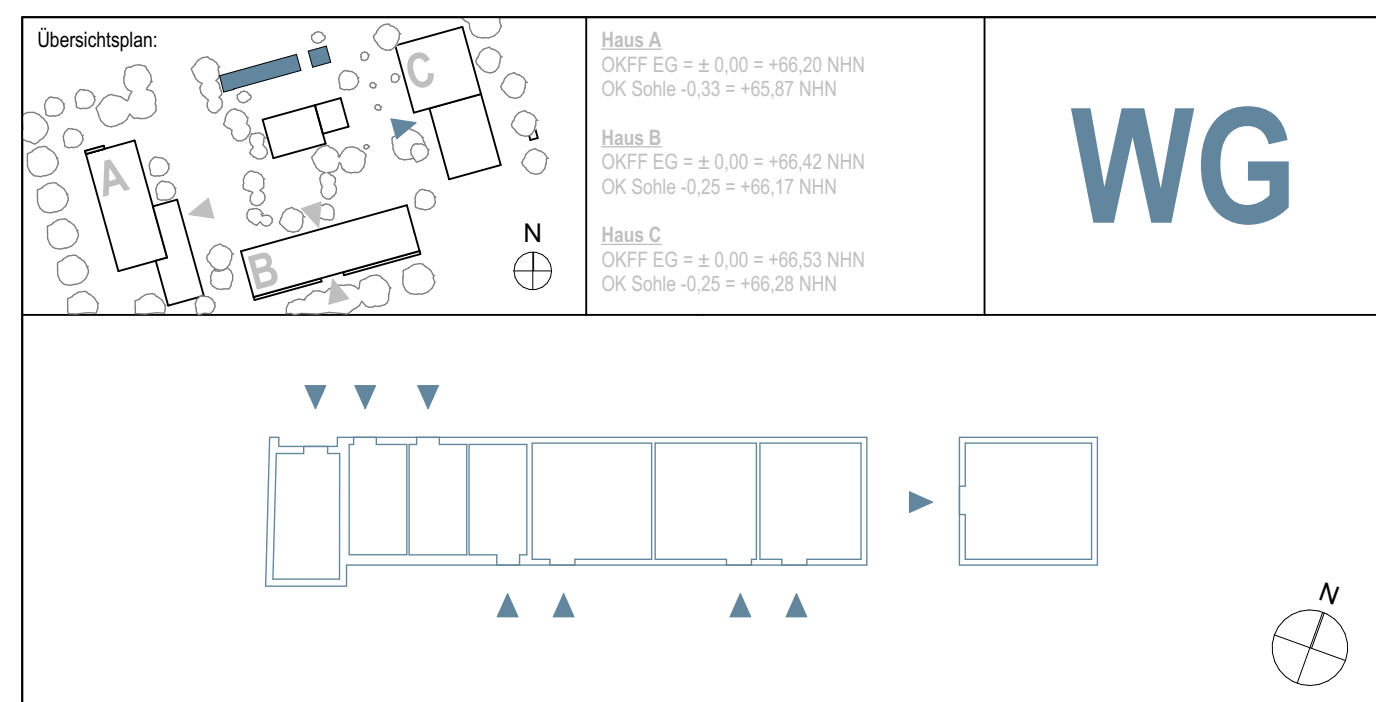 Übersichtsplan:
A
B
C
N
Haus A
OKFF EG = ± 0,00 = +66,20 NHN
OK Sohle -0,33 = +65,87 NHN
Haus B
OKFF EG = ± 0,00 = +66,42 NHN
OK Sohle -0,25 = +66,17 NHN
Haus C
OKFF EG = ± 0,00 = +66,53 NHN
OK Sohle -0,25 = +66,28 NHN
WG
N